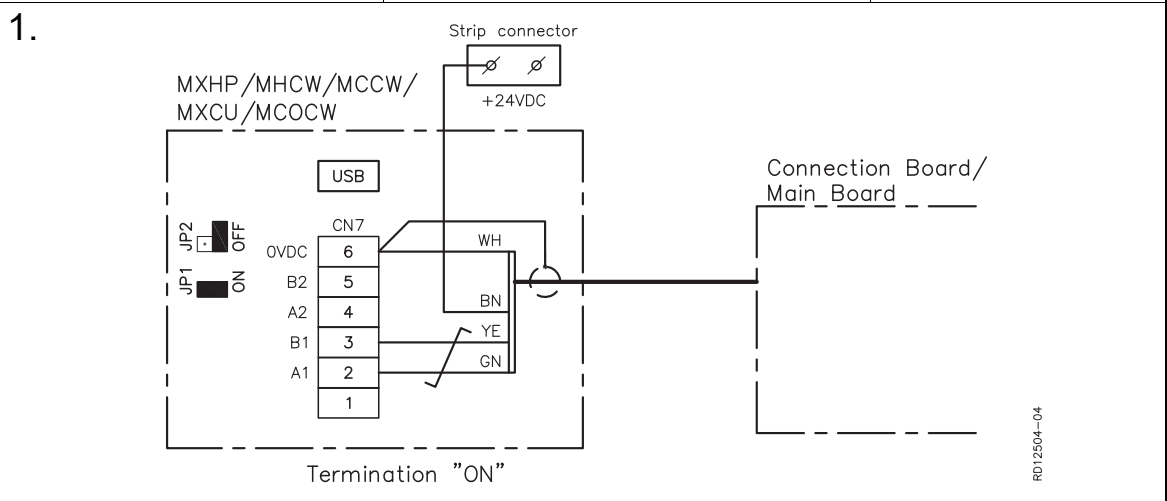 1.
Strip connector
+24VDC
MXHP/MHCW/MCCW/
MXCU/MCOCW
USB
Connection Board/
Main Board
CN7
JP2
OFF
JP1
ON
0VDC 6 WH
B2 5
A2 4 BN
B1 3 YE
A1 2 GN
1
Termination "ON"
RD12504-04